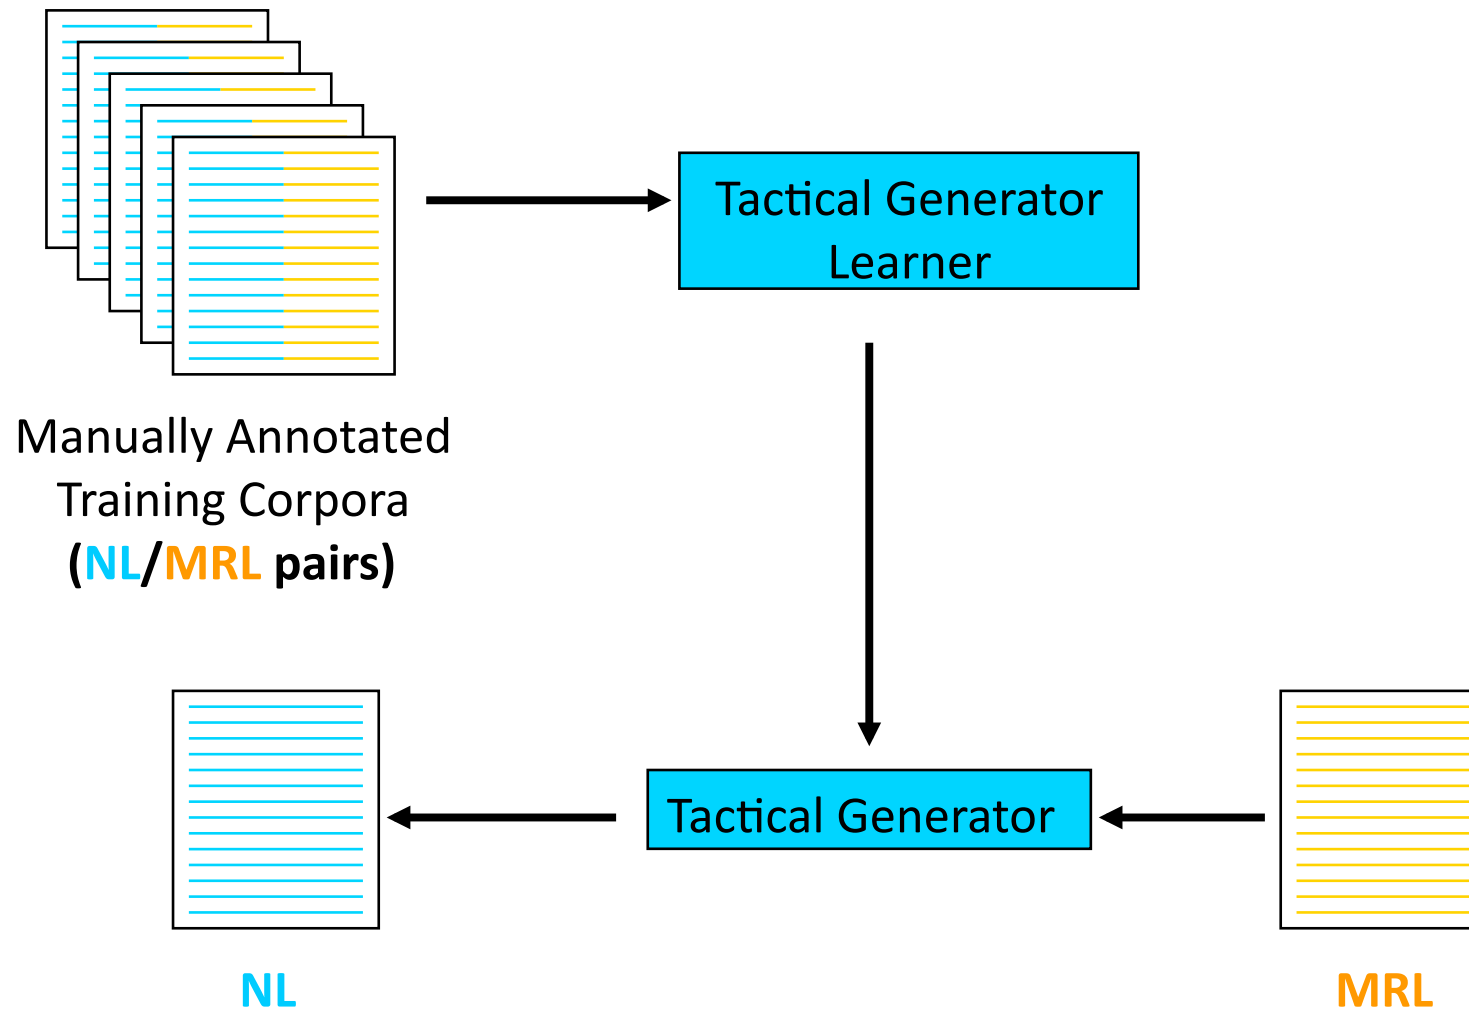 Tactical Generator
Learner
Manually Annotated
Training Corpora
(NL/MRL pairs)
Tactical Generator
NL
MRL